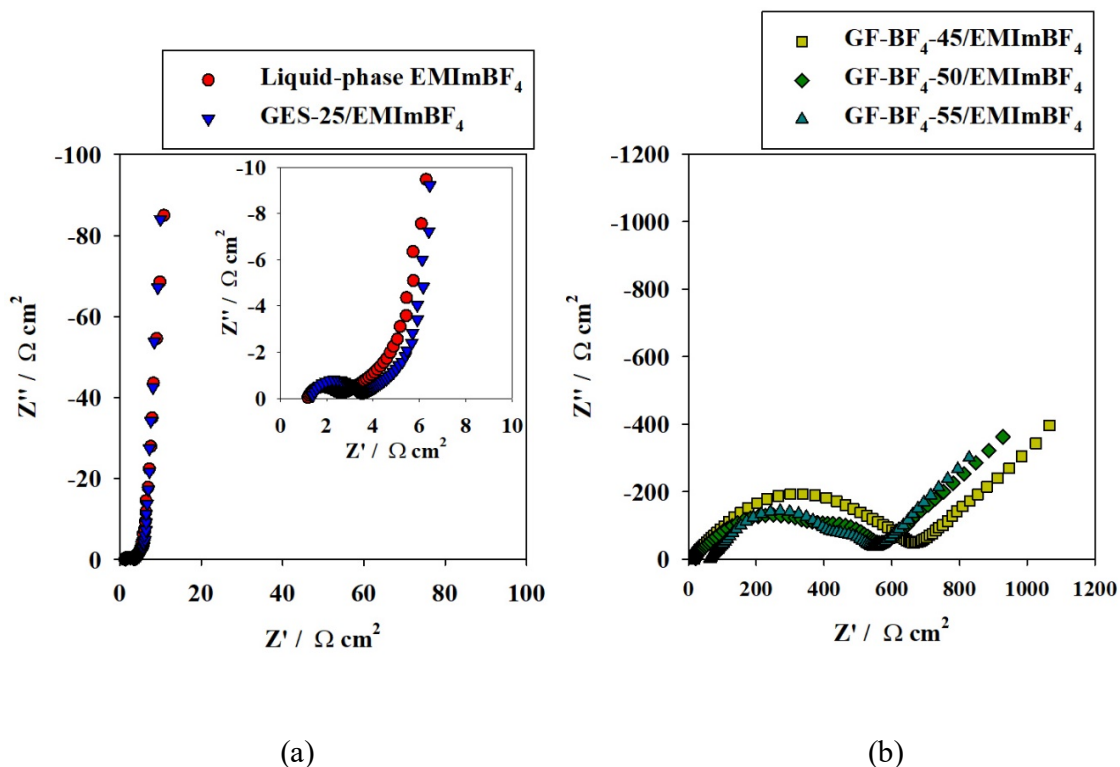 Liquid-phase EMImBF4
GES-25/EMImBF4
-100
-80
-60
-40
-20
0
0 20 40 60 80 100
Z'' / Ω cm2
Z' / Ω cm2
-10
-8
-6
-4
-2
0
0 2 4 6 8 10
Z'' / Ω cm2
Z' / Ω cm2
(a)
GF-BF4-45/EMImBF4
GF-BF4-50/EMImBF4
GF-BF4-55/EMImBF4
-1200
-1000
-800
-600
-400
-200
0
0 200 400 600 800 1000 1200
Z'' / Ω cm2
Z' / Ω cm2
(b)